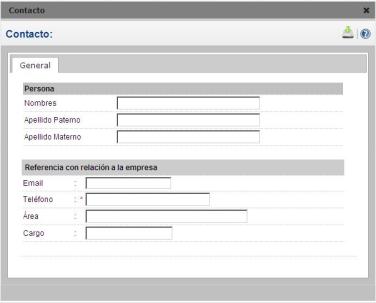 Contacto
Contacto:
General
Persona
Nombres
Apellido Paterno
Apellido Materno
Referencia con relación a la empresa
Email :
Teléfono : *
Área :
Cargo :